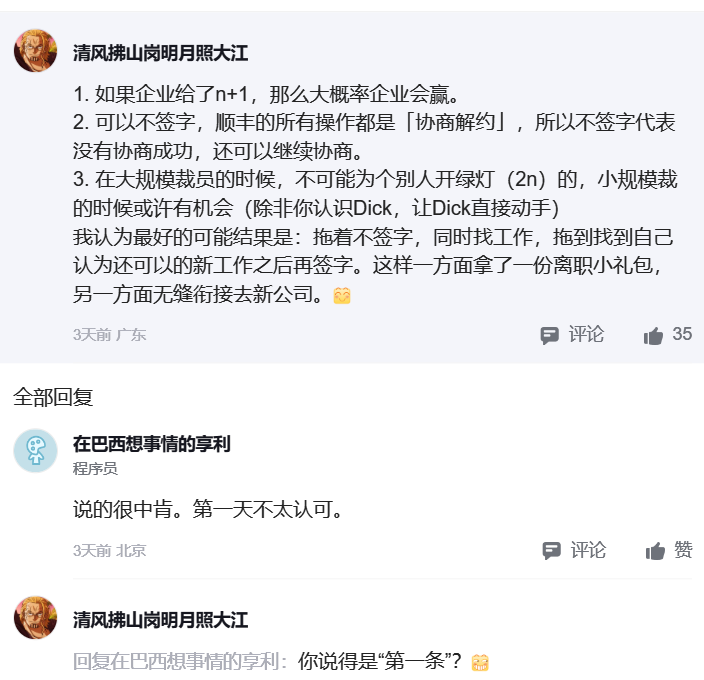 清风拂山岗明月照大江
1. 如果企业给了n+1，那么大概率企业会赢。
2. 可以不签字，顺丰的所有操作都是「协商解约」，所以不签字代表
没有协商成功，还可以继续协商。
3. 在大规模裁员的时候，不可能为个别人开绿灯（2n）的，小规模裁
的时候或许有机会（除非你认识Dick，让Dick直接动手）
我认为最好的可能结果是：拖着不签字，同时找工作，拖到找到自己
认为还可以的新工作之后再签字。这样一方面拿了一份离职小礼包，
另一方面无缝衔接去新公司。
3天前 广东 评论 35
全部回复
在巴西想事情的享利
程序员
说的很中肯。第一天不太认可。
3天前 北京 评论 赞
清风拂山岗明月照大江
回复在巴西想事情的享利：你说得是“第一条”？